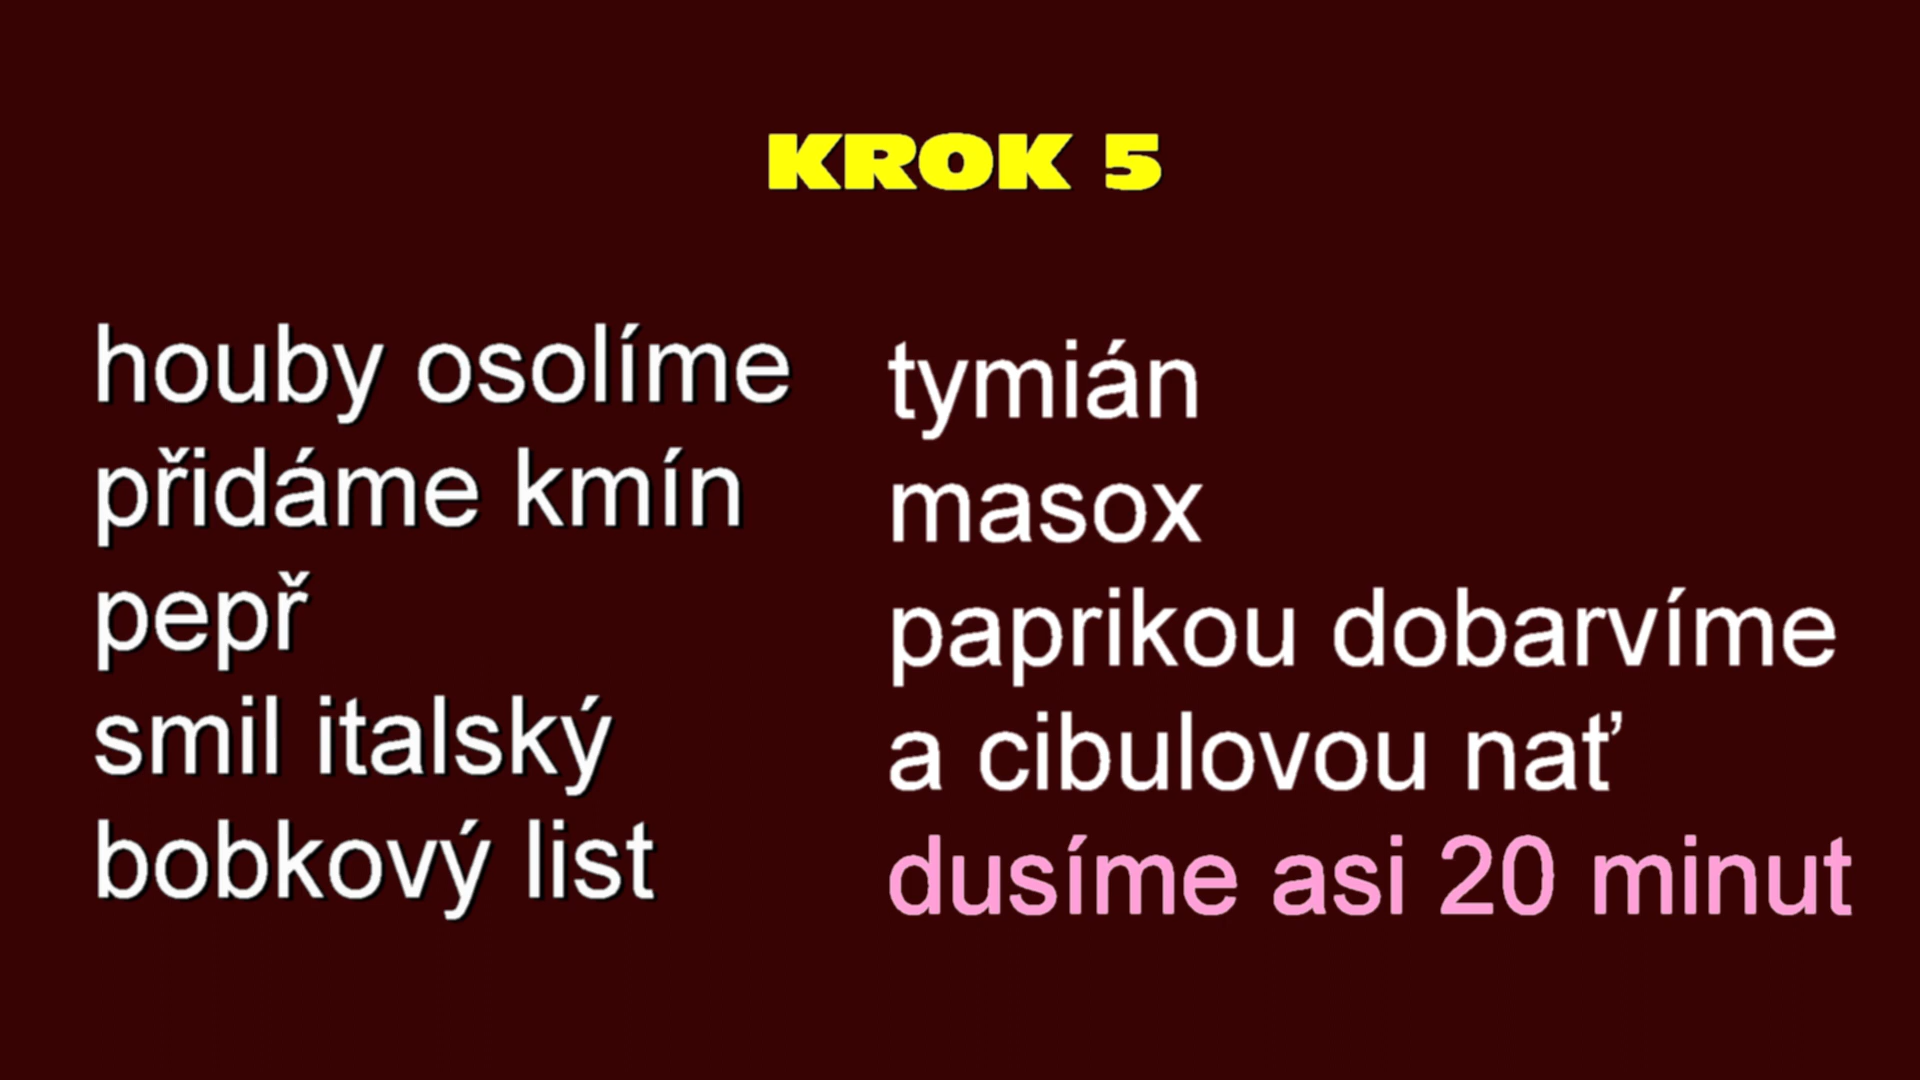 KROK 5
houby osolíme
přidáme kmín
pepř
smil italský
bobkový list
tymián
masox
paprikou dobarvíme
a cibulovou nať
dusíme asi 20 minut